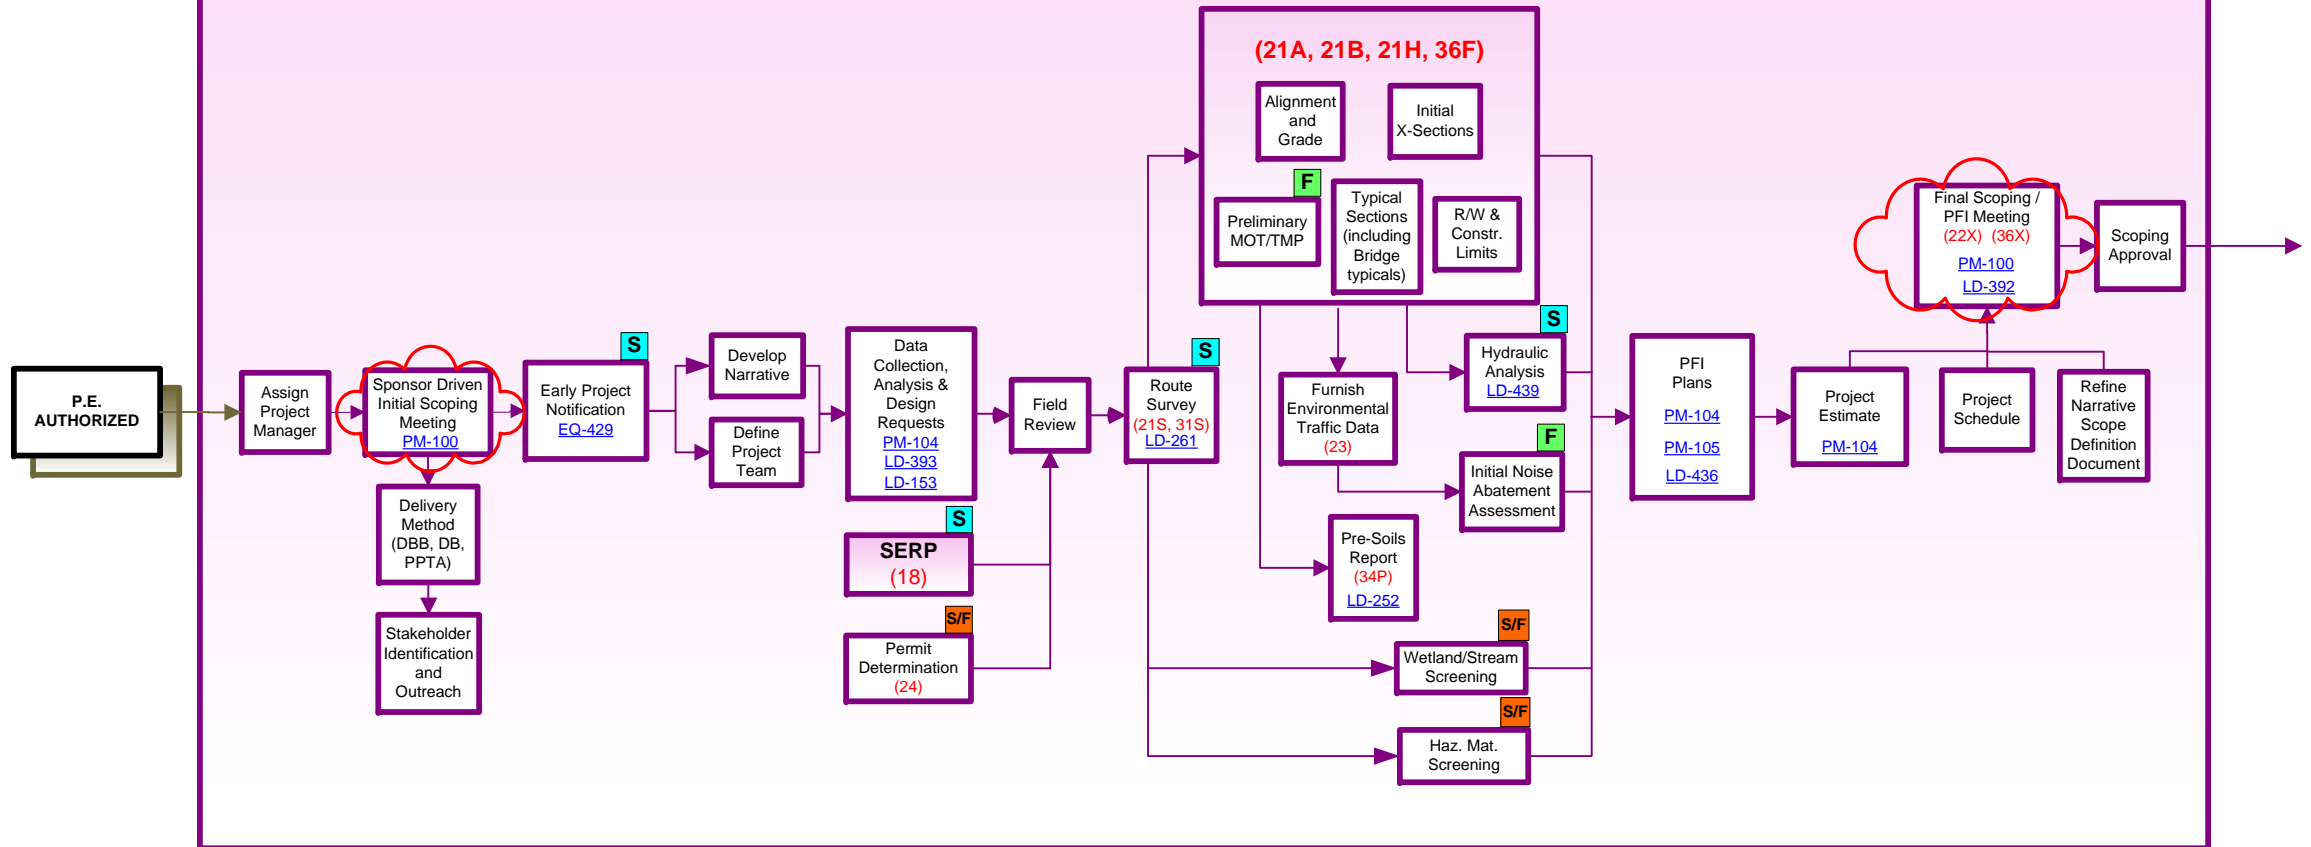 P.E.
AUTHORIZED
Assign
Project
Manager
Sponsor Driven
Initial Scoping
Meeting
PM-100
Delivery
Method
(DBB, DB,
PPTA)
Stakeholder
Identification
and
Outreach
S
Early Project
Notification
EQ-429
Develop
Narrative
Define
Project
Team
Data
Collection,
Analysis &
Design
Requests
PM-104
LD-393
LD-153
S
SERP
(18)
S/F
Permit
Determination
(24)
Field
Review
S
Route
Survey
(21S, 31S)
LD-261
(21A, 21B, 21H, 36F)
Alignment
and
Grade
Initial
X-Sections
F
Preliminary
MOT/TMP
Typical
Sections
(including
Bridge
typicals)
R/W &
Constr.
Limits
Furnish
Environmental
Traffic Data
(23)
S
Hydraulic
Analysis
LD-439
F
Initial Noise
Abatement
Assessment
Pre-Soils
Report
(34P)
LD-252
S/F
Wetland/Stream
Screening
S/F
Haz. Mat.
Screening
PFI
Plans
PM-104
PM-105
LD-436
Project
Estimate
PM-104
Project
Schedule
Refine
Narrative
Scope
Definition
Document
Final Scoping /
PFI Meeting
(22X) (36X)
PM-100
LD-392
Scoping
Approval